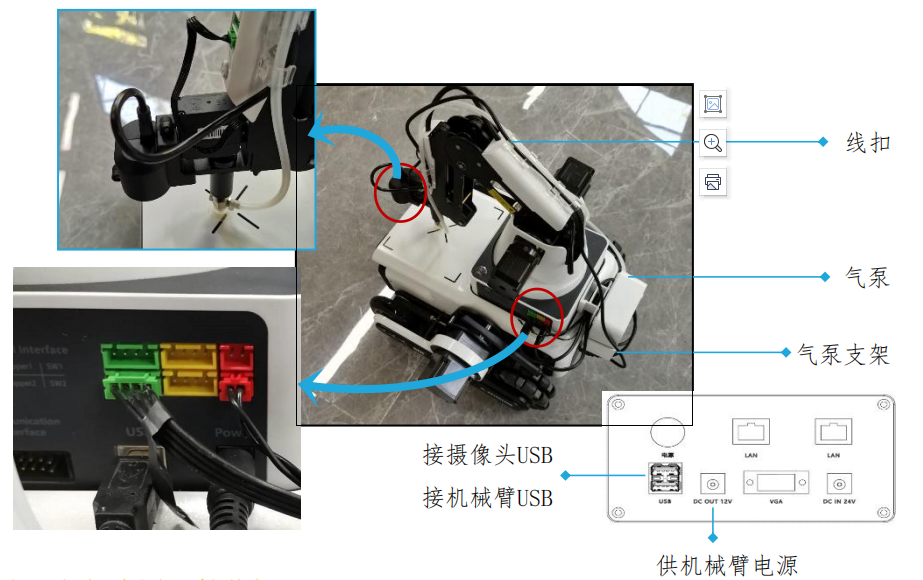 线扣
气泵
气泵支架
Interface
SW1
SW2
US
Pow
电源
LAN
LAN
USB
DC OUT 12V
VGA
DC IN 24V
接摄像头USB
接机械臂USB
供机械臂电源